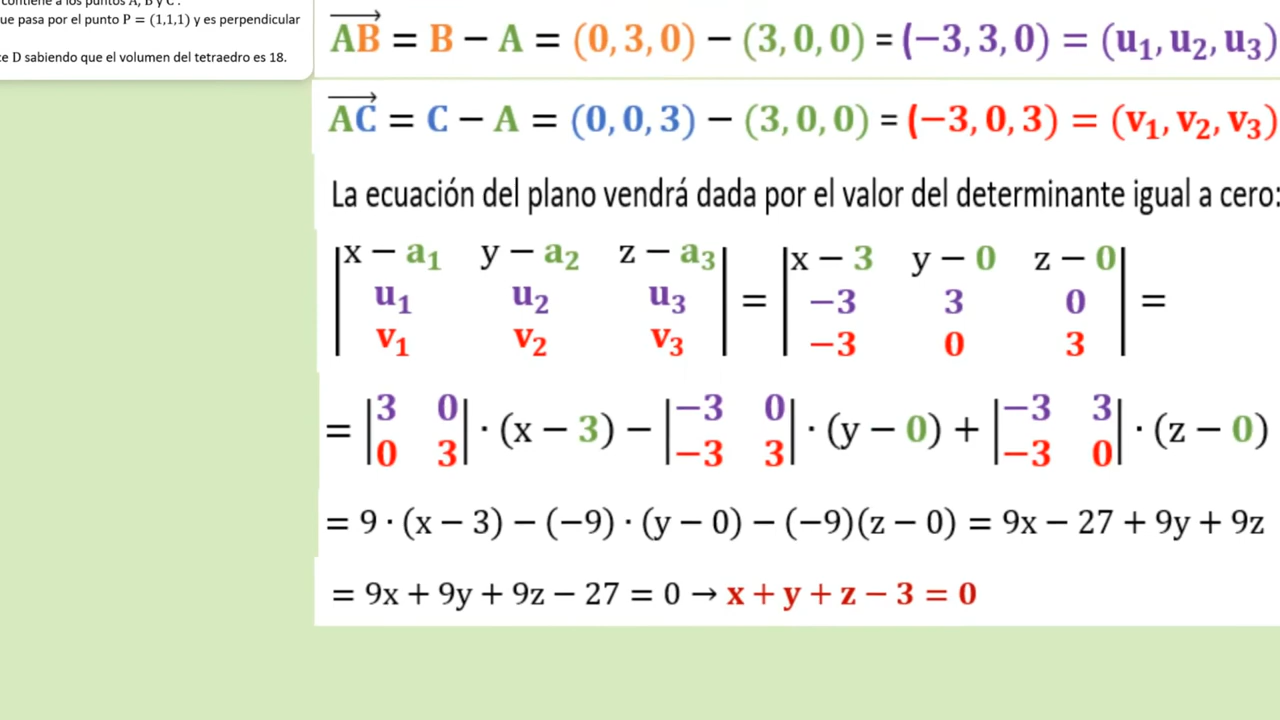 contiene a los puntos A, B y C .
ue pasa por el punto P = (1,1,1) y es perpendicular
e D sabiendo que el volumen del tetraedro es 18.
AB = B − A = (0, 3, 0) − (3, 0, 0) = (−3, 3, 0) = (u₁, u₂, u₃)
AC = C − A = (0, 0, 3) − (3, 0, 0) = (−3, 0, 3) = (v₁, v₂, v₃)
La ecuación del plano vendrá dada por el valor del determinante igual a cero:
|x − a₁ y − a₂ z − a₃| = |x − 3 y − 0 z − 0| =
u₁ u₂ u₃ −3 3 0
v₁ v₂ v₃ −3 0 3
= |3 0| · (x − 3) − |−3 0| · (y − 0) + |−3 3| · (z − 0)
0 3 −3 3 −3 0
= 9 · (x − 3) − (−9) · (y − 0) − (−9)(z − 0) = 9x − 27 + 9y + 9z
= 9x + 9y + 9z − 27 = 0 → x + y + z − 3 = 0